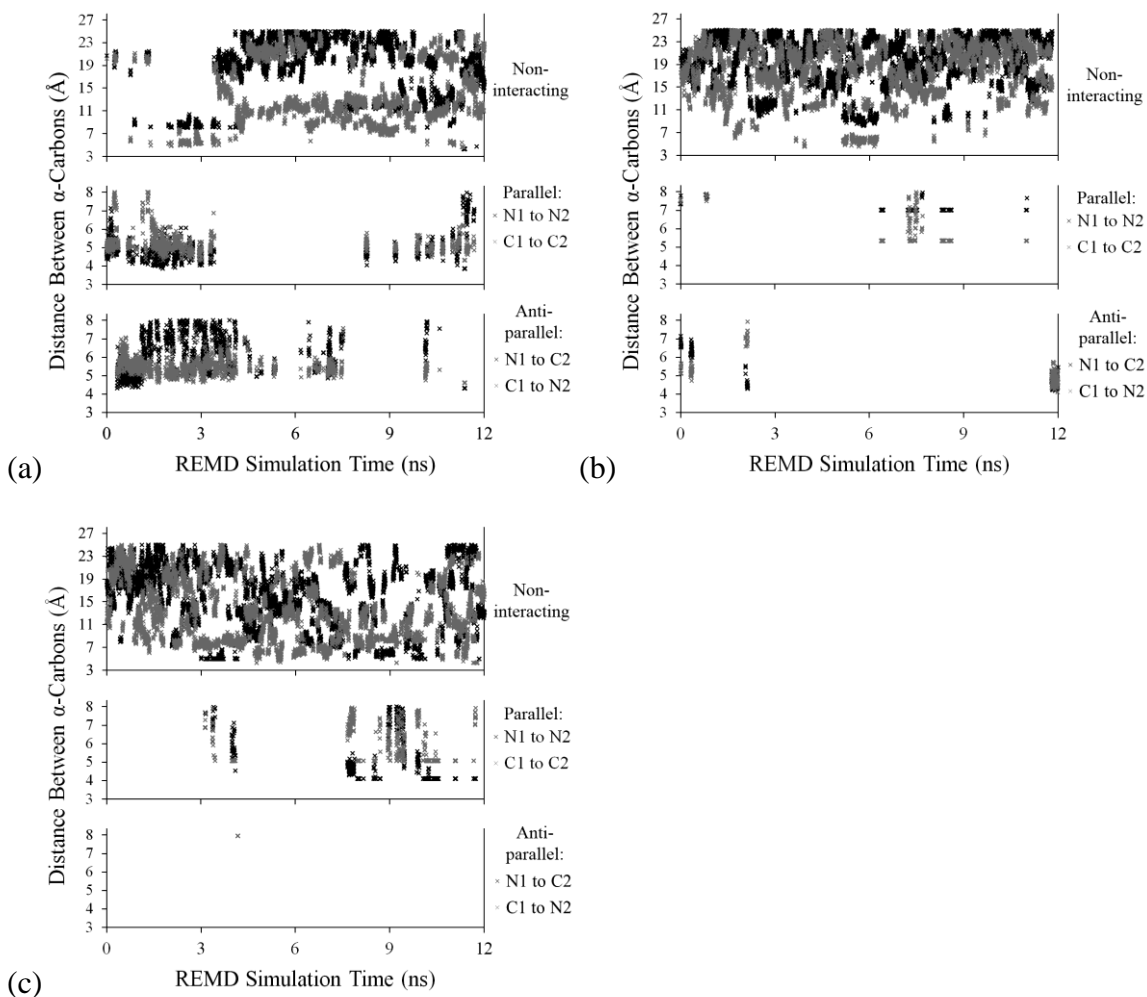 27
23
19
15
11
7
3
Non-
interacting
8
7
6
5
4
3
Parallel:
× N1 to N2
× C1 to C2
8
7
6
5
4
3
Anti-
parallel:
× N1 to C2
× C1 to N2
0 3 6 9 12
Distance Between α-Carbons (Å)
REMD Simulation Time (ns)
(a)
27
23
19
15
11
7
3
Non-
interacting
8
7
6
5
4
3
Parallel:
× N1 to N2
× C1 to C2
8
7
6
5
4
3
Anti-
parallel:
× N1 to C2
× C1 to N2
0 3 6 9 12
Distance Between α-Carbons (Å)
REMD Simulation Time (ns)
(b)
27
23
19
15
11
7
3
Non-
interacting
8
7
6
5
4
3
Parallel:
× N1 to N2
× C1 to C2
8
7
6
5
4
3
Anti-
parallel:
× N1 to C2
× C1 to N2
0 3 6 9 12
Distance Between α-Carbons (Å)
REMD Simulation Time (ns)
(c)